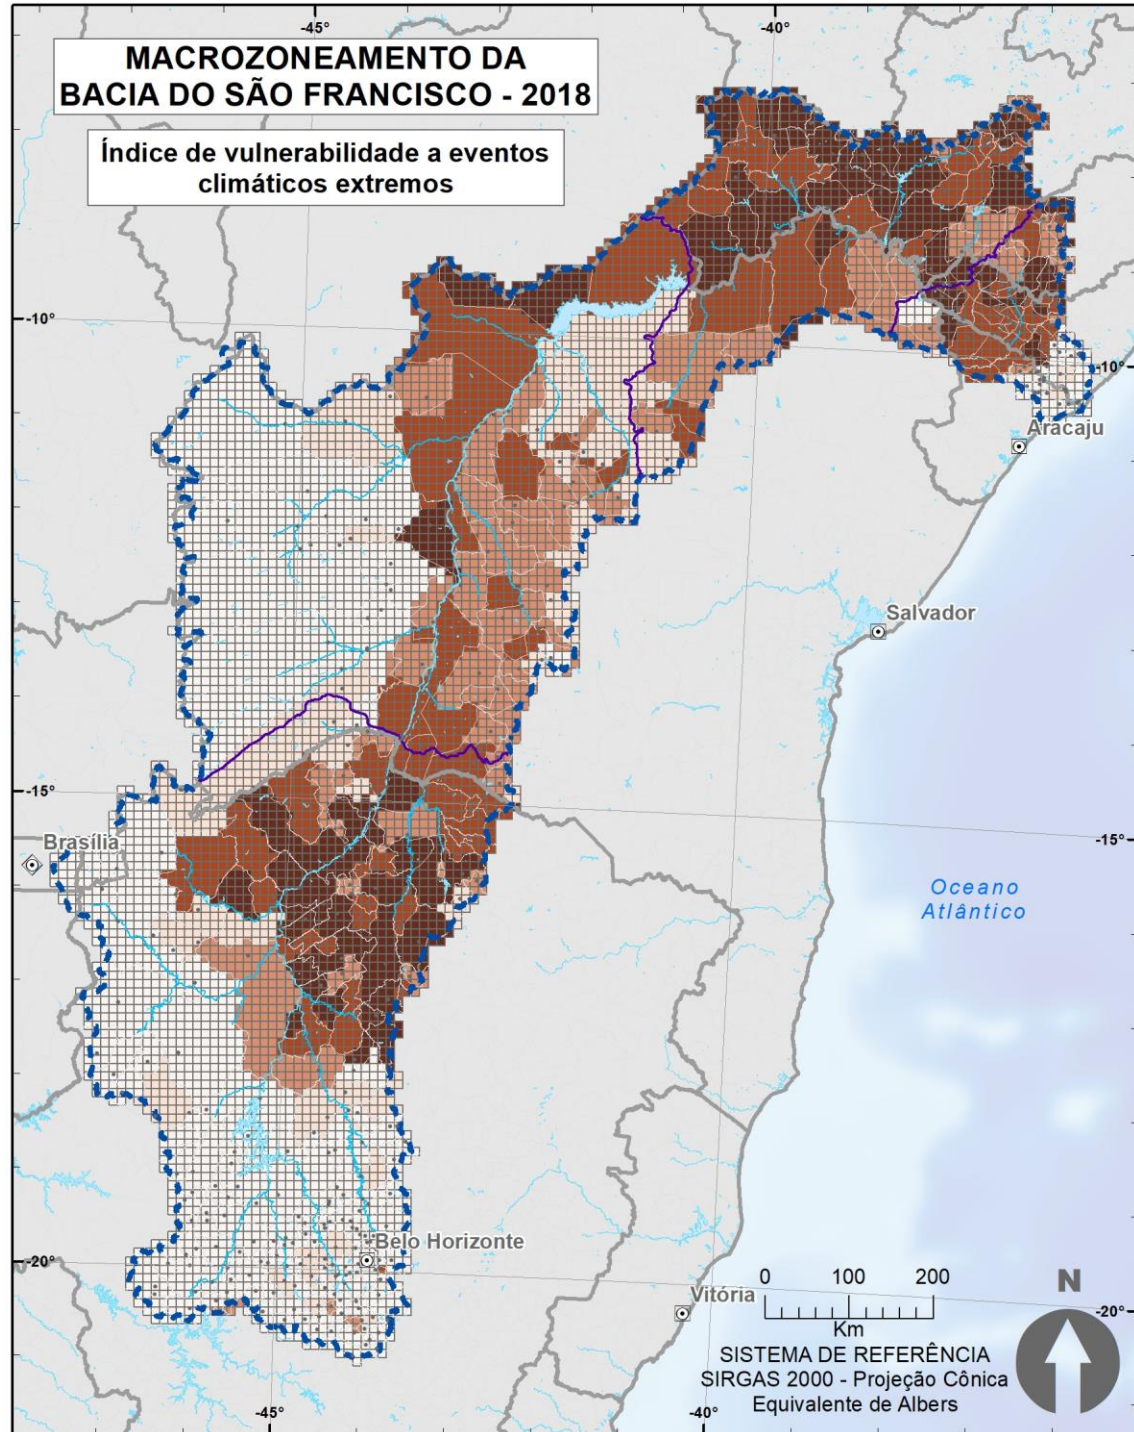 -45°
-40°
MACROZONEAMENTO DA
BACIA DO SÃO FRANCISCO - 2018
Índice de vulnerabilidade a eventos
climáticos extremos
-10°
-10°
Aracaju
Salvador
-15°
Brasília
-15°
Oceano
Atlântico
Belo Horizonte
-20°
0 100 200
Km
N
Vitória
-20°
SISTEMA DE REFERÊNCIA
SIRGAS 2000 - Projeção Cônica
Equivalente de Albers
-45°
-40°